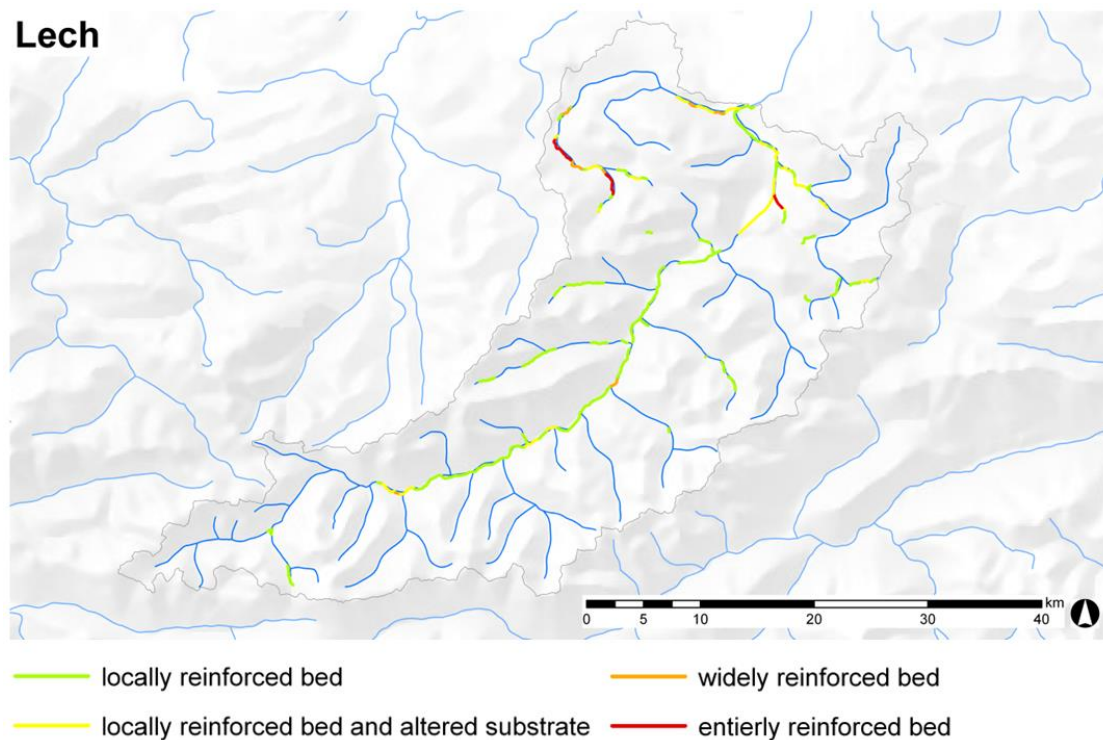 Lech
km
0 5 10 20 30 40
locally reinforced bed
widely reinforced bed
locally reinforced bed and altered substrate
entierly reinforced bed